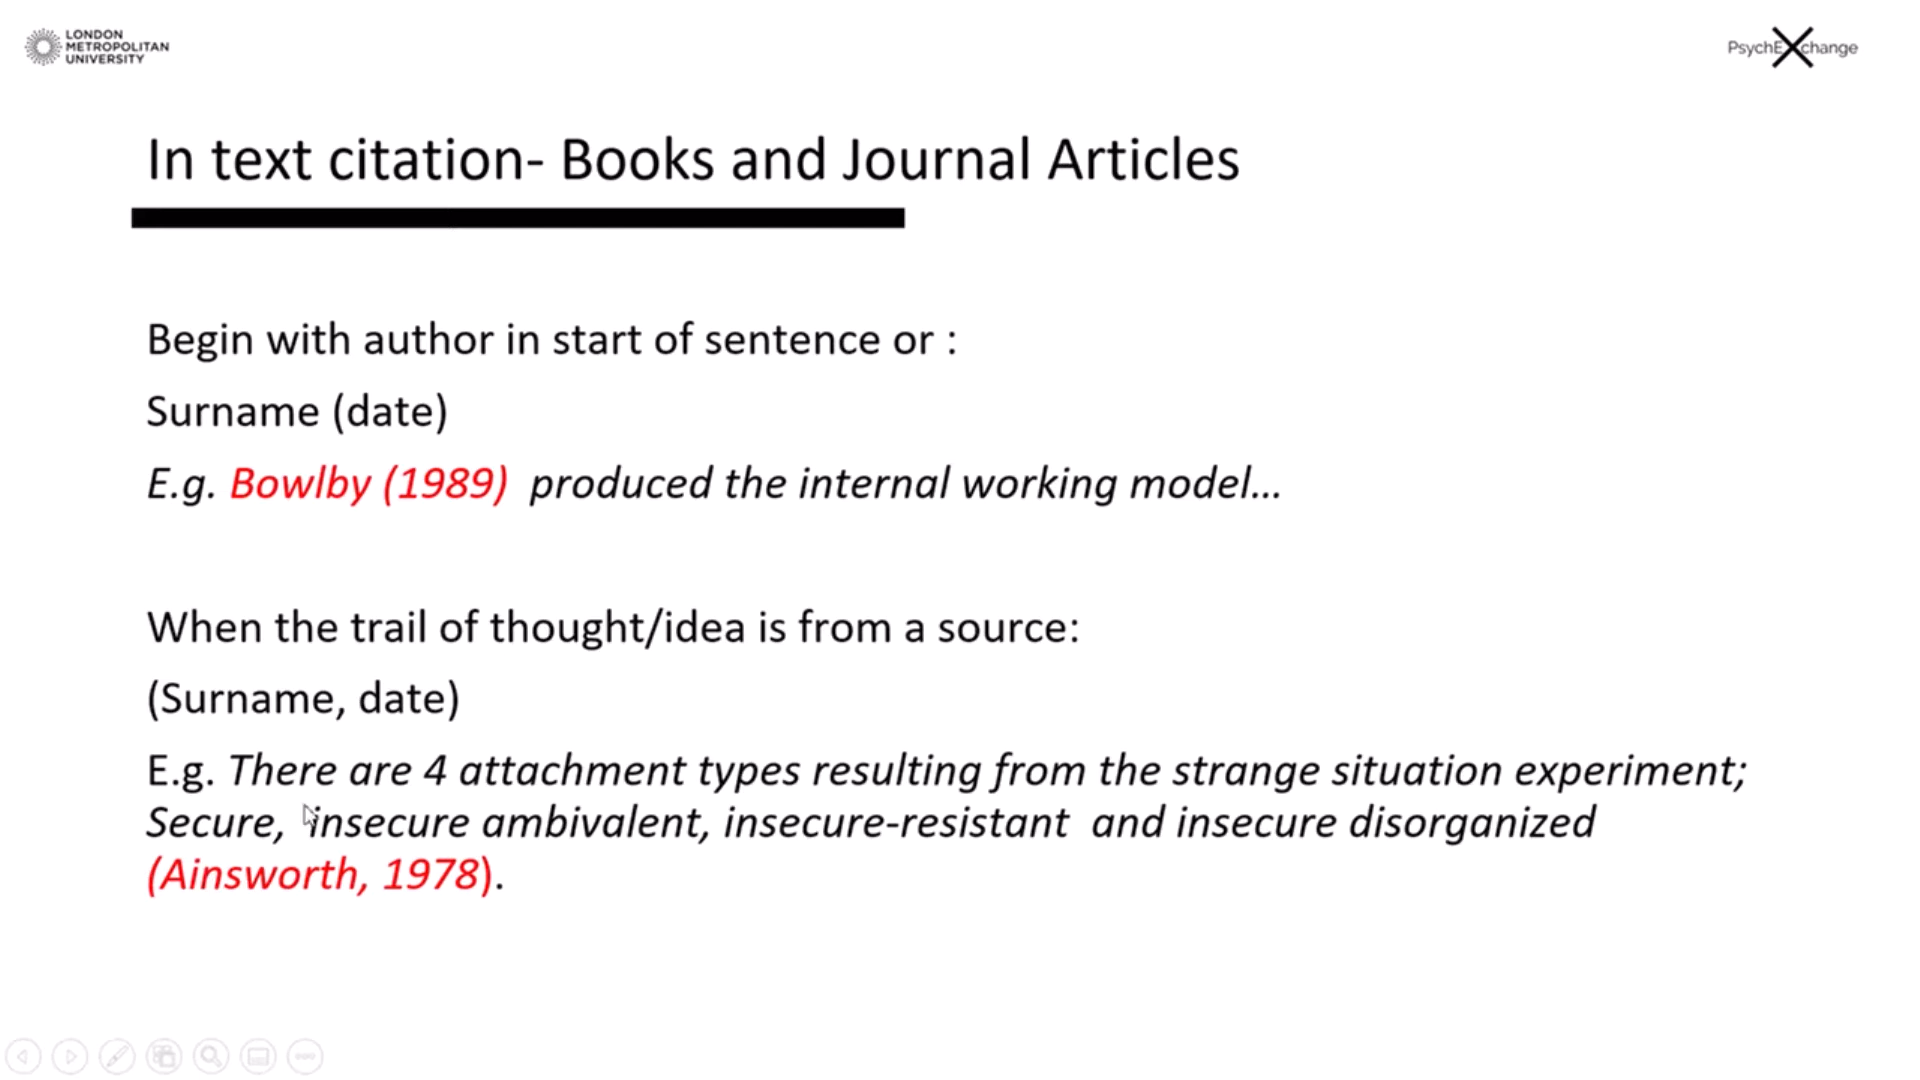 LONDON
METROPOLITAN
UNIVERSITY
PsychEXchange
In text citation- Books and Journal Articles
Begin with author in start of sentence or :
Surname (date)
E.g. Bowlby (1989) produced the internal working model...
When the trail of thought/idea is from a source:
(Surname, date)
E.g. There are 4 attachment types resulting from the strange situation experiment;
Secure, insecure ambivalent, insecure-resistant and insecure disorganized
(Ainsworth, 1978).